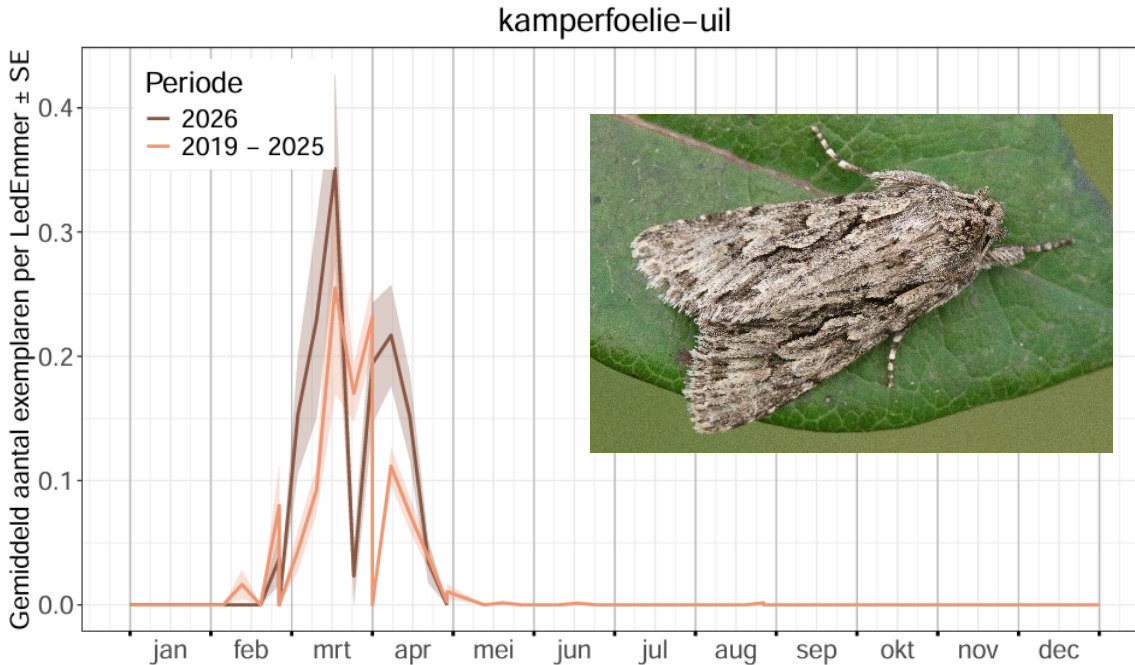 kamperfoelie–uil
Gemiddeld aantal exemplaren per LedEmmer ± SE
Periode
2026
2019 – 2025
0.4
0.3
0.2
0.1
0.0
jan feb mrt apr mei jun jul aug sep okt nov dec